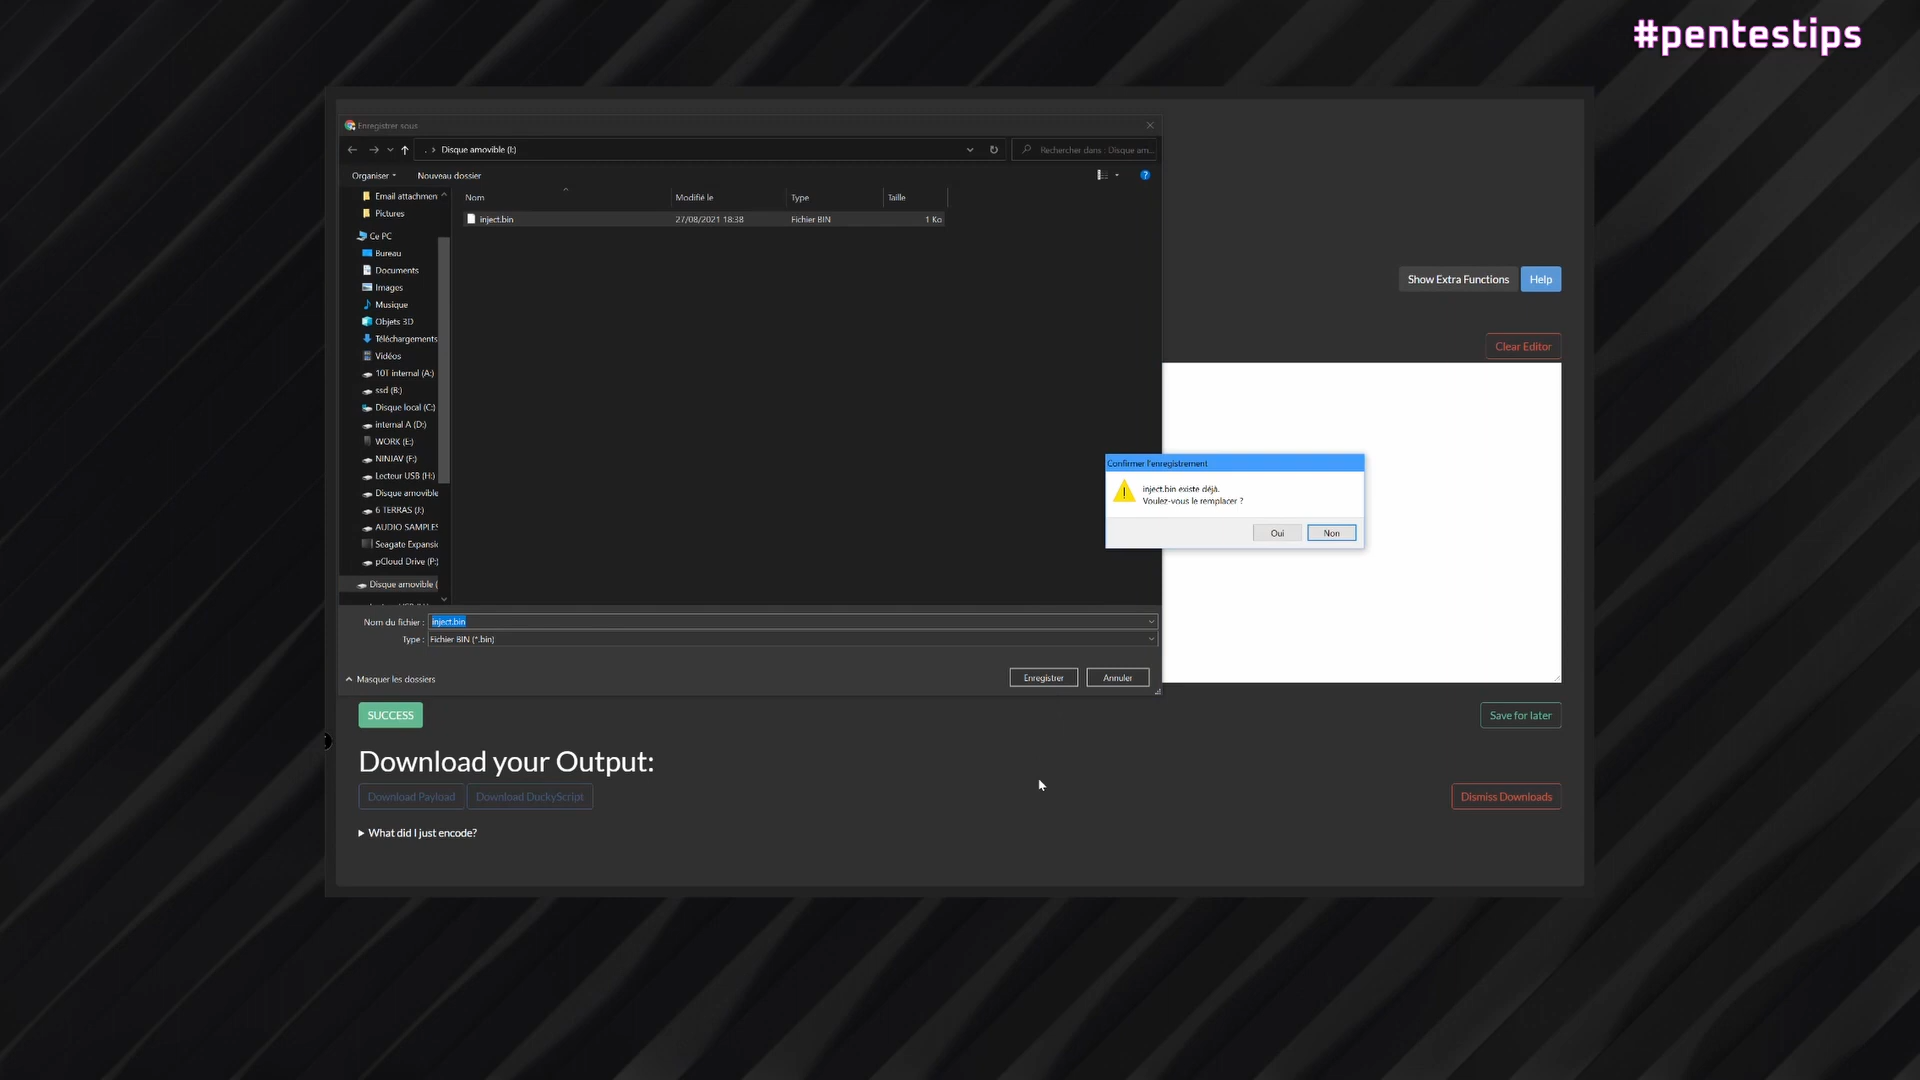 #pentestips
Enregistrer sous
Disque amovible (I:)
Rechercher dans : Disque am...
Organiser
Nouveau dossier
Email attachmen
Pictures
Ce PC
Bureau
Documents
Images
Musique
Objets 3D
Téléchargements
Vidéos
10T internal (A:)
ssd (B:)
Disque local (C:)
internal A (D:)
WORK (E:)
NINJAV (F:)
Lecteur USB (H:)
Disque amovible
6 TERRAS (J:)
AUDIO SAMPLES
Seagate Expansi
pCloud Drive (P:)
Disque amovible (
Nom Modifié le Type Taille
inject.bin 27/08/2021 18:38 Fichier BIN 1 Ko
Show Extra Functions Help
Clear Editor
Confirmer l'enregistrement
inject.bin existe déjà.
Voulez-vous le remplacer ?
Oui Non
Nom du fichier : inject.bin
Type : Fichier BIN (*.bin)
Masquer les dossiers
Enregistrer Annuler
SUCCESS
Save for later
Download your Output:
Download Payload Download DuckyScript
Dismiss Downloads
What did I just encode?